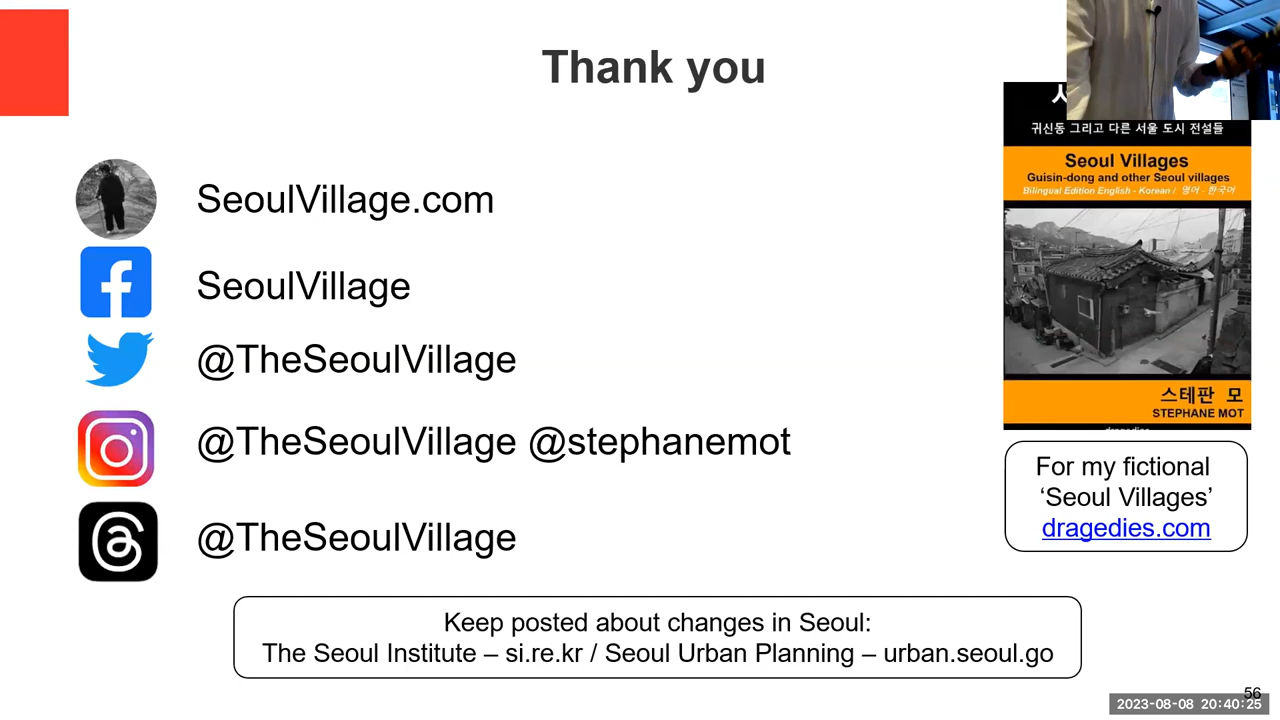 Thank you
SeoulVillage.com
SeoulVillage
@TheSeoulVillage
@TheSeoulVillage @stephanemot
@TheSeoulVillage
귀신동 그리고 다른 서울 도시 전설들
Seoul Villages
Guisin-dong and other Seoul villages
Bilingual Edition English - Korean / 영어 - 한국어
스테판 모
STEPHANE MOT
For my fictional
‘Seoul Villages’
dragedies.com
Keep posted about changes in Seoul:
The Seoul Institute – si.re.kr / Seoul Urban Planning – urban.seoul.go
56
2023-08-08 20:40:25